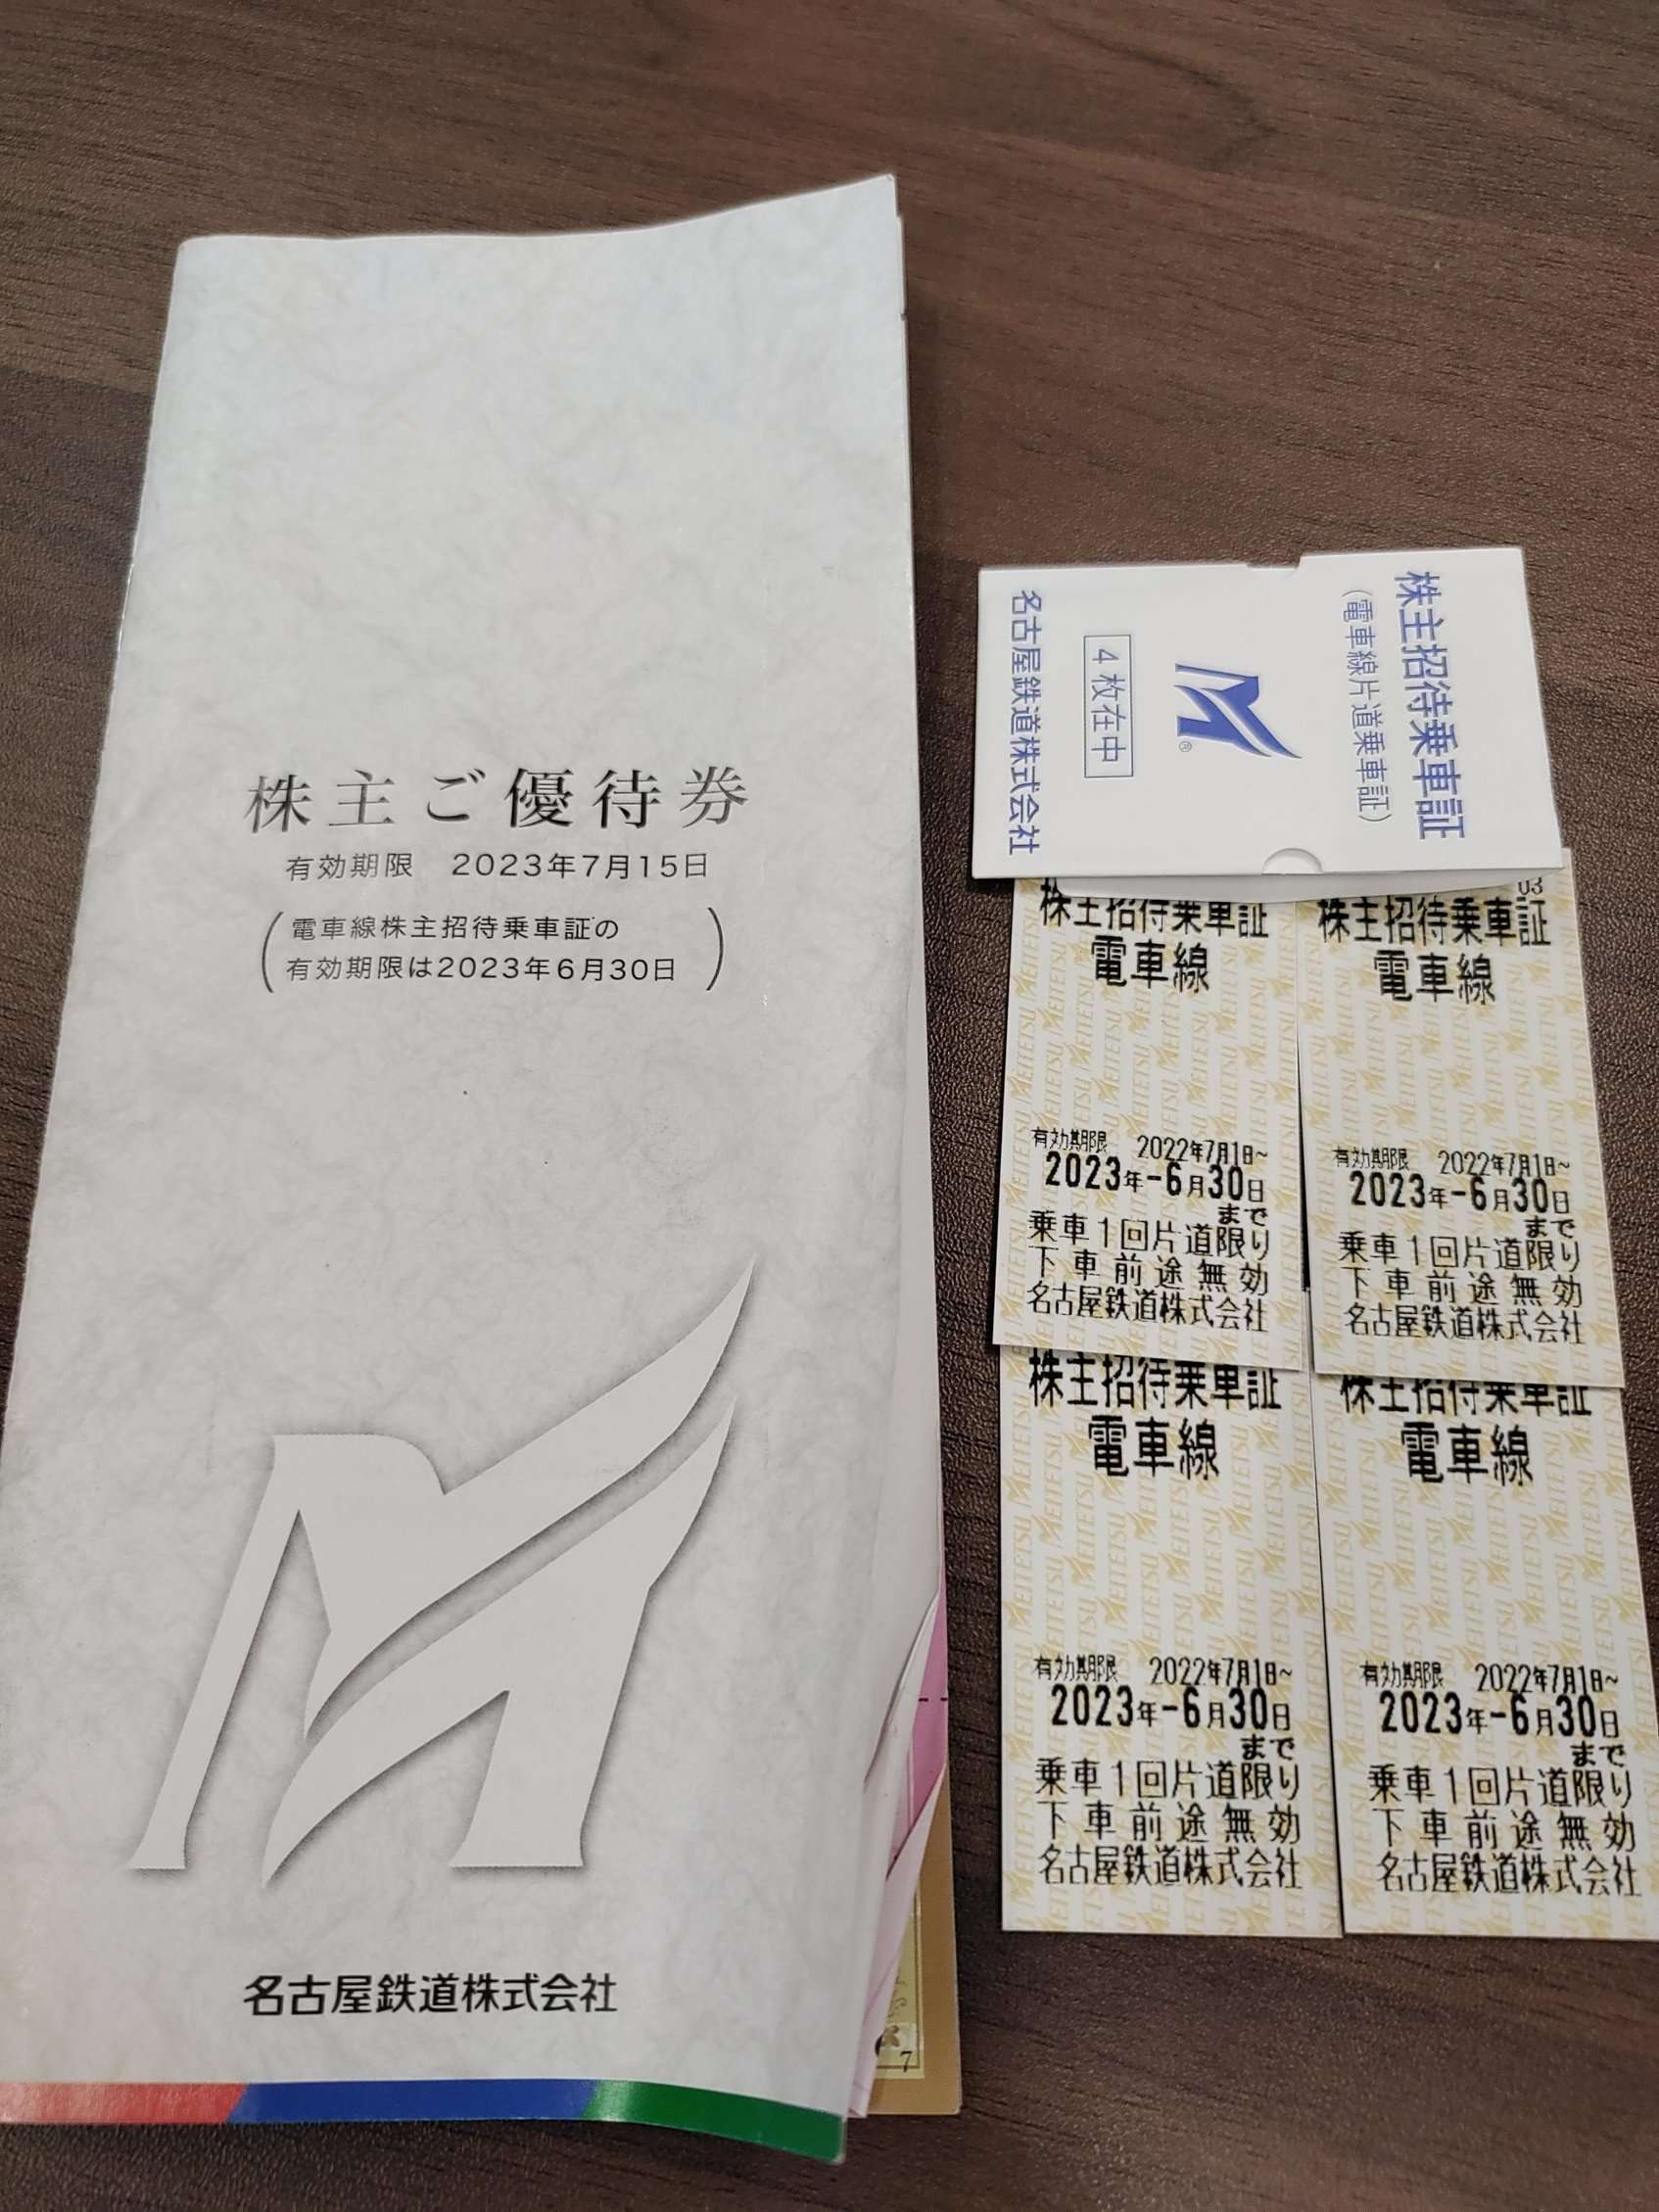 株主ご優待券
有効期限 2023年7月15日
(電車線株主招待乗車証の
有効期限は2023年6月30日)
名古屋鉄道株式会社
7
株主招待乗車証
(電車線片道乗車証)
4枚在中
名古屋鉄道株式会社
株主招待乗車証
電車線
有効期限 2022年7月1日~
2023年-6月30日
まで
乗車1回片道限り
下車前途無効
名古屋鉄道株式会社
03
株主招待乗車証
電車線
有効期限 2022年7月1日~
2023年-6月30日
まで
乗車1回片道限り
下車前途無効
名古屋鉄道株式会社
株主招待乗車証
電車線
有効期限 2022年7月1日~
2023年-6月30日
まで
乗車1回片道限り
下車前途無効
名古屋鉄道株式会社
株主招待乗車証
電車線
有効期限 2022年7月1日~
2023年-6月30日
まで
乗車1回片道限り
下車前途無効
名古屋鉄道株式会社
MEITETSU